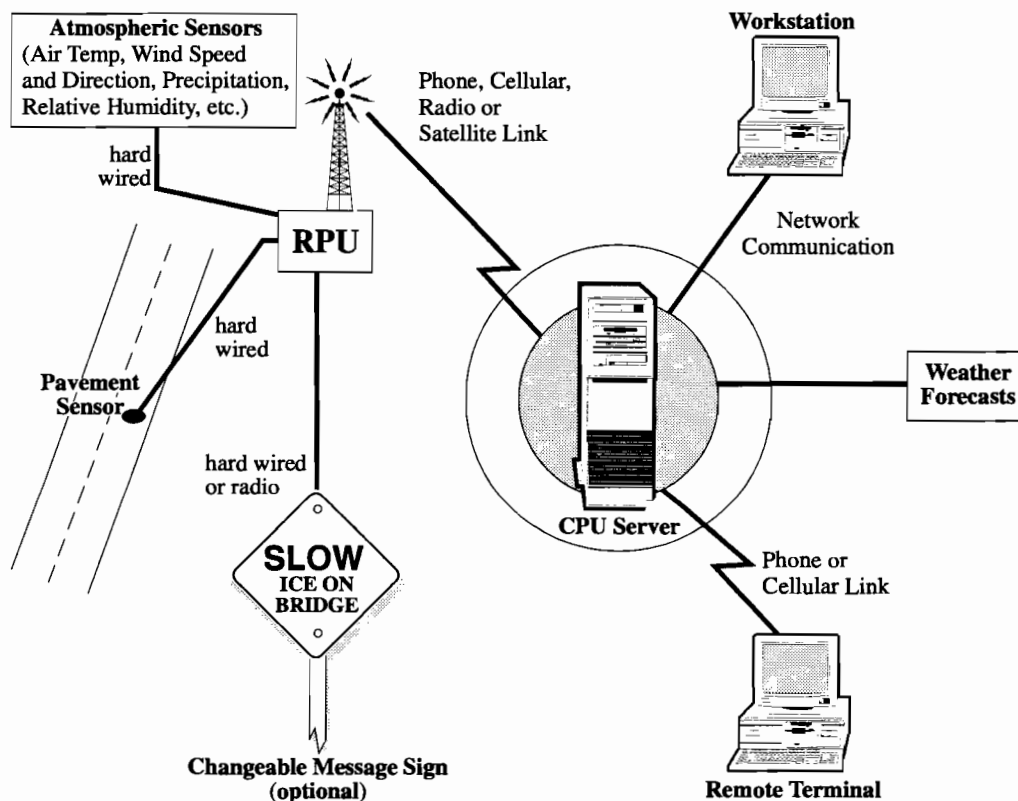 Atmospheric Sensors
(Air Temp, Wind Speed
and Direction, Precipitation,
Relative Humidity, etc.)
hard
wired
RPU
Phone, Cellular,
Radio or
Satellite Link
Workstation
Network
Communication
hard
wired
Pavement
Sensor
Weather
Forecasts
hard wired
or radio
CPU Server
SLOW
ICE ON
BRIDGE
Phone or
Cellular Link
Changeable Message Sign
(optional)
Remote Terminal